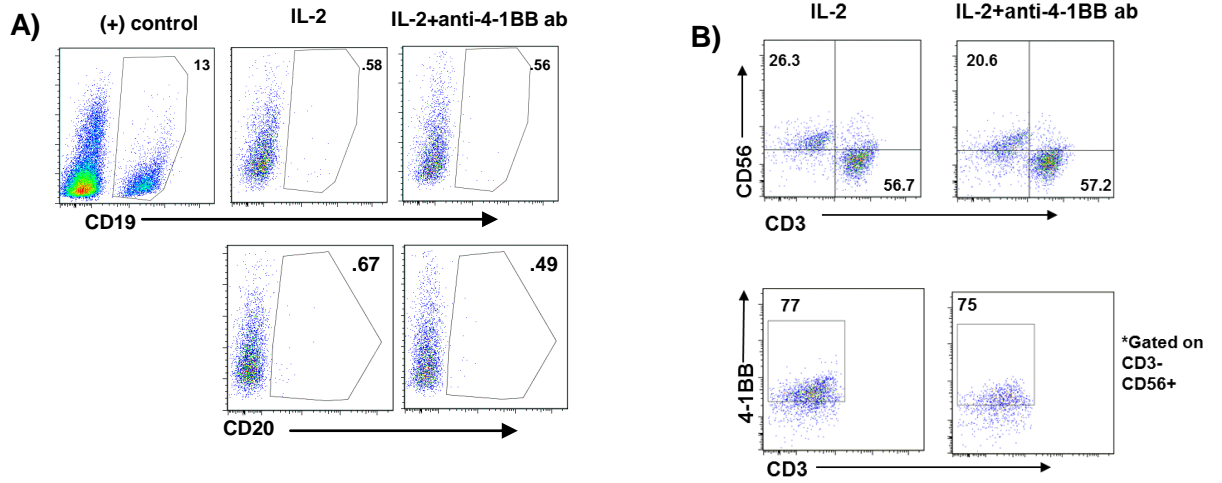 A)
(+) control
IL-2
IL-2+anti-4-1BB ab
13
.58
.56
CD19
.67
.49
CD20
B)
IL-2
IL-2+anti-4-1BB ab
26.3
20.6
CD56
56.7
57.2
CD3
77
75
4-1BB
*Gated on
CD3-
CD56+
CD3